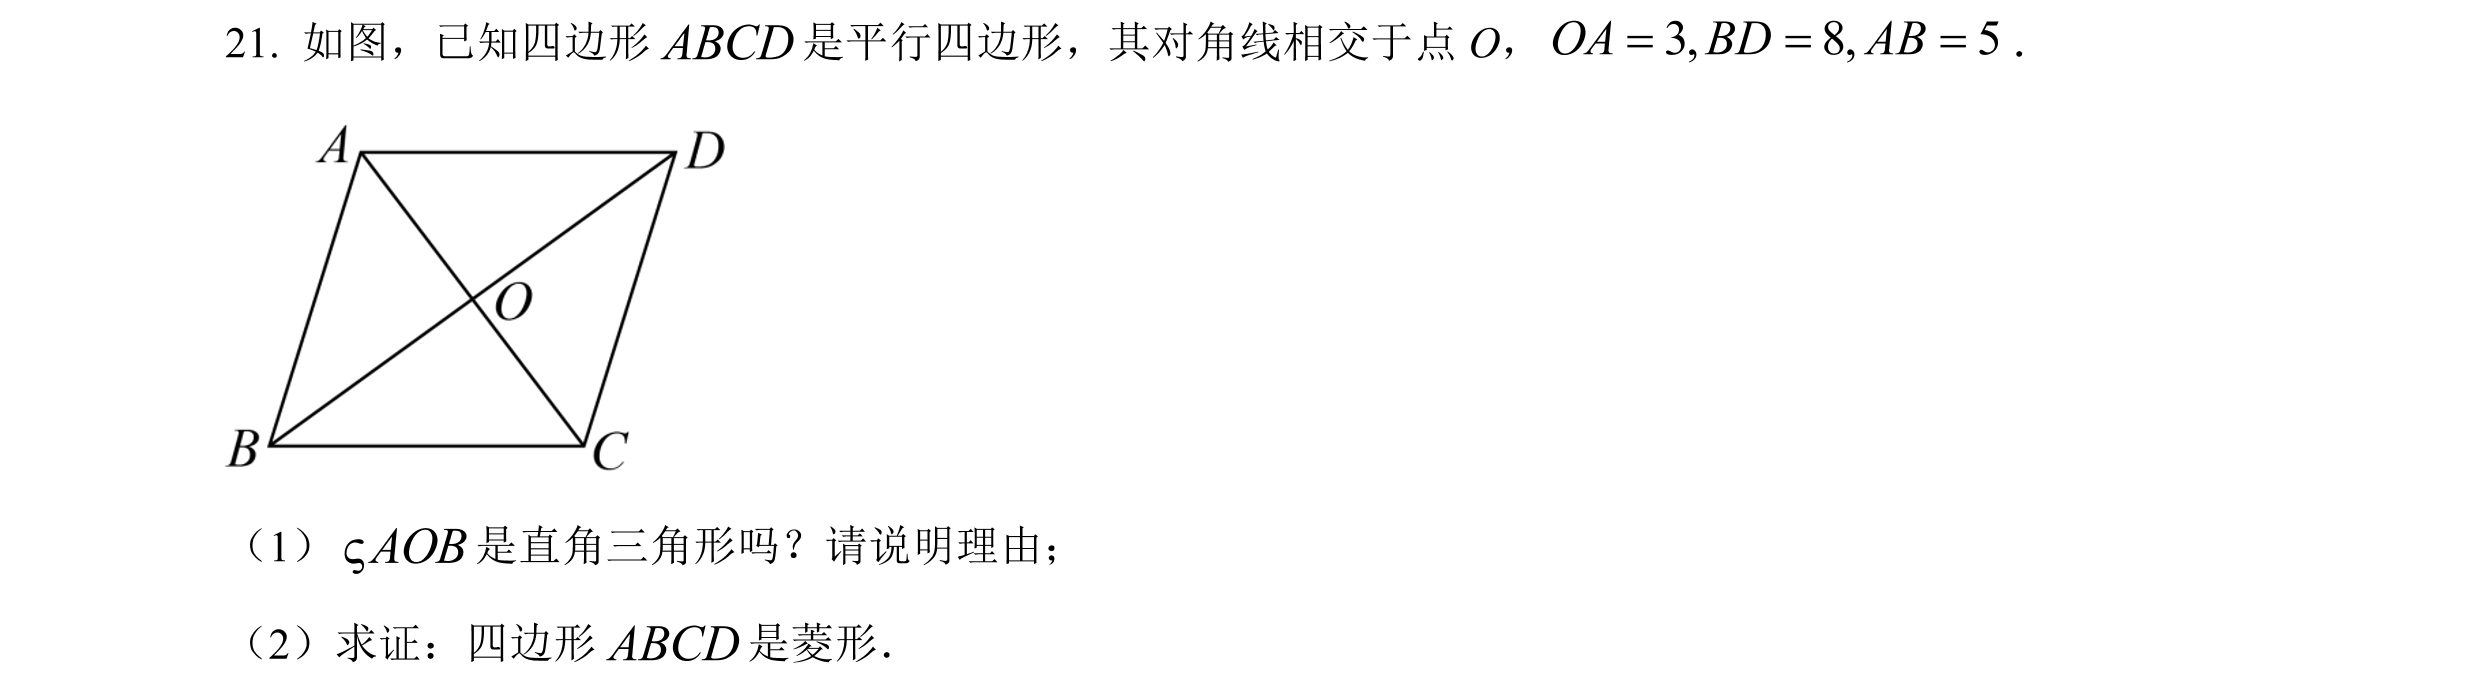 21. 如图，已知四边形 ABCD 是平行四边形，其对角线相交于点 O，OA = 3, BD = 8, AB = 5．
A
D
O
B
C
（1）ςAOB 是直角三角形吗？请说明理由；
（2）求证：四边形 ABCD 是菱形．